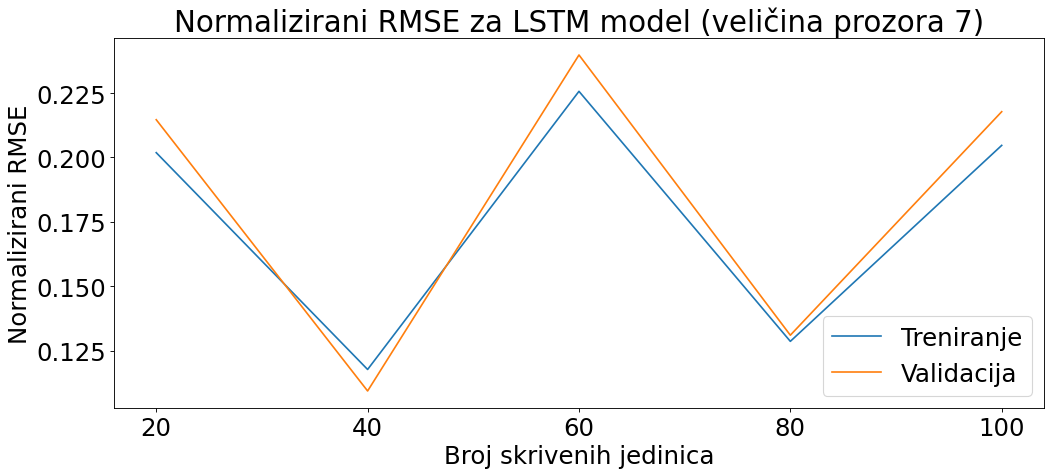 Normalizirani RMSE za LSTM model (veličina prozora 7)
Normalizirani RMSE
0.225
0.200
0.175
0.150
0.125
20 40 60 80 100
Broj skrivenih jedinica
Treniranje
Validacija